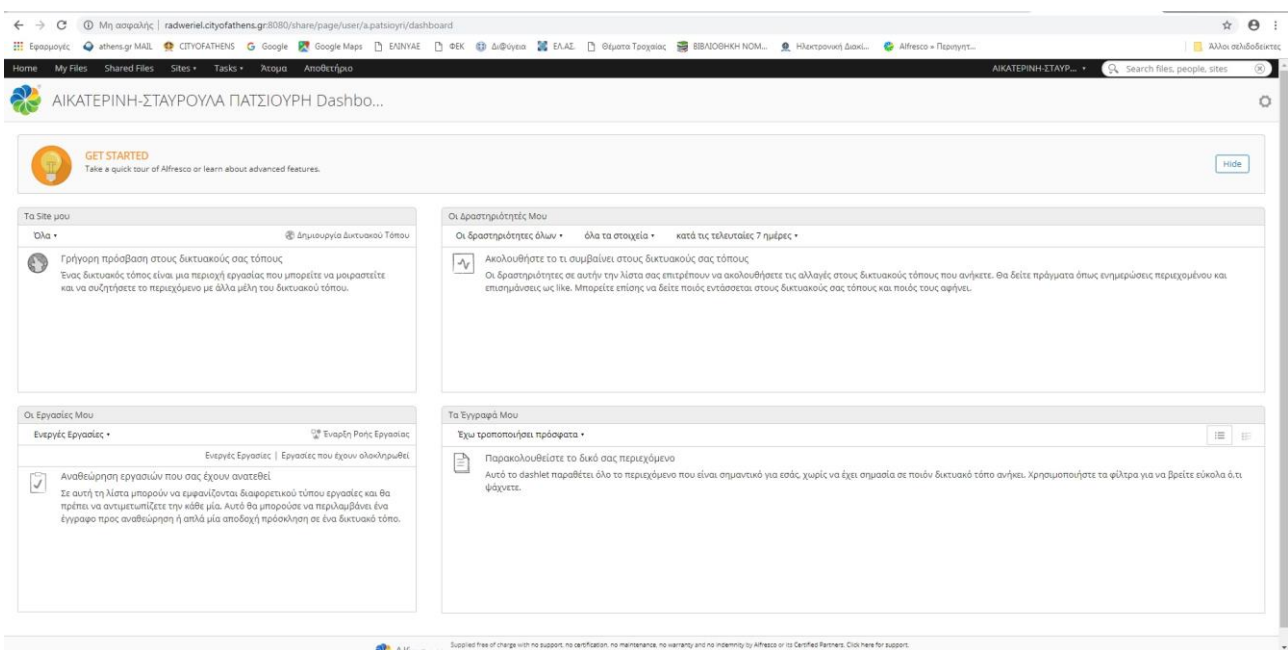 Μη ασφαλής | radweriel.cityofathens.gr:8080/share/page/user/a.patsioyri/dashboard
Εφαρμογές athens.gr MAIL CITYOFATHENS Google Google Maps ΕΛΙΝΥΑΕ ΦΕΚ Δι@ύγεια ΕΛ.ΑΣ. Θέματα Τροχαίας ΒΙΒΛΙΟΘΗΚΗ ΝΟΜ... Ηλεκτρονική Διακί... Alfresco » Περιηγητ... Άλλοι σελιδοδείκτες
Home My Files Shared Files Sites Tasks Άτομα Αποθετήριο ΑΙΚΑΤΕΡΙΝΗ-ΣΤΑΥΡ... Search files, people, sites
ΑΙΚΑΤΕΡΙΝΗ-ΣΤΑΥΡΟΥΛΑ ΠΑΤΣΙΟΥΡΗ Dashbo...
GET STARTED
Take a quick tour of Alfresco or learn about advanced features.
Hide
Τα Site μου
Όλα Δημιουργία Δικτυακού Τόπου
Γρήγορη πρόσβαση στους δικτυακούς σας τόπους
Ένας δικτυακός τόπος είναι μια περιοχή εργασίας που μπορείτε να μοιραστείτε
και να συζητήσετε το περιεχόμενο με άλλα μέλη του δικτυακού τόπου.
Οι Δραστηριότητές Μου
Οι δραστηριότητες όλων όλα τα στοιχεία κατά τις τελευταίες 7 ημέρες
Ακολουθήστε το τι συμβαίνει στους δικτυακούς σας τόπους
Οι δραστηριότητες σε αυτήν την λίστα σας επιτρέπουν να ακολουθήσετε τις αλλαγές στους δικτυακούς τόπους που ανήκετε. Θα δείτε πράγματα όπως ενημερώσεις περιεχομένου και
επισημάνσεις ως like. Μπορείτε επίσης να δείτε ποιός εντάσσεται στους δικτυακούς σας τόπους και ποιός τους αφήνει.
Οι Εργασίες Μου
Ενεργές Εργασίες Έναρξη Ροής Εργασίας
Ενεργές Εργασίες | Εργασίες που έχουν ολοκληρωθεί
Αναθεώρηση εργασιών που σας έχουν ανατεθεί
Σε αυτή τη λίστα μπορούν να εμφανίζονται διαφορετικού τύπου εργασίες και θα
πρέπει να αντιμετωπίζετε την κάθε μία. Αυτό θα μπορούσε να περιλαμβάνει ένα
έγγραφο προς αναθεώρηση ή απλά μία αποδοχή πρόσκληση σε ένα δικτυακό τόπο.
Τα Έγγραφά Μου
Έχω τροποποιήσει πρόσφατα
Παρακολουθείστε το δικό σας περιεχόμενο
Αυτό το dashlet παραθέτει όλο το περιεχόμενο που είναι σημαντικό για εσάς, χωρίς να έχει σημασία σε ποιόν δικτυακό τόπο ανήκει. Χρησιμοποιήστε τα φίλτρα για να βρείτε εύκολα ό,τι
ψάχνετε.
Supplied free of charge with no support, no certification, no maintenance, no warranty and no indemnity by Alfresco or its Certified Partners. Click here for support.